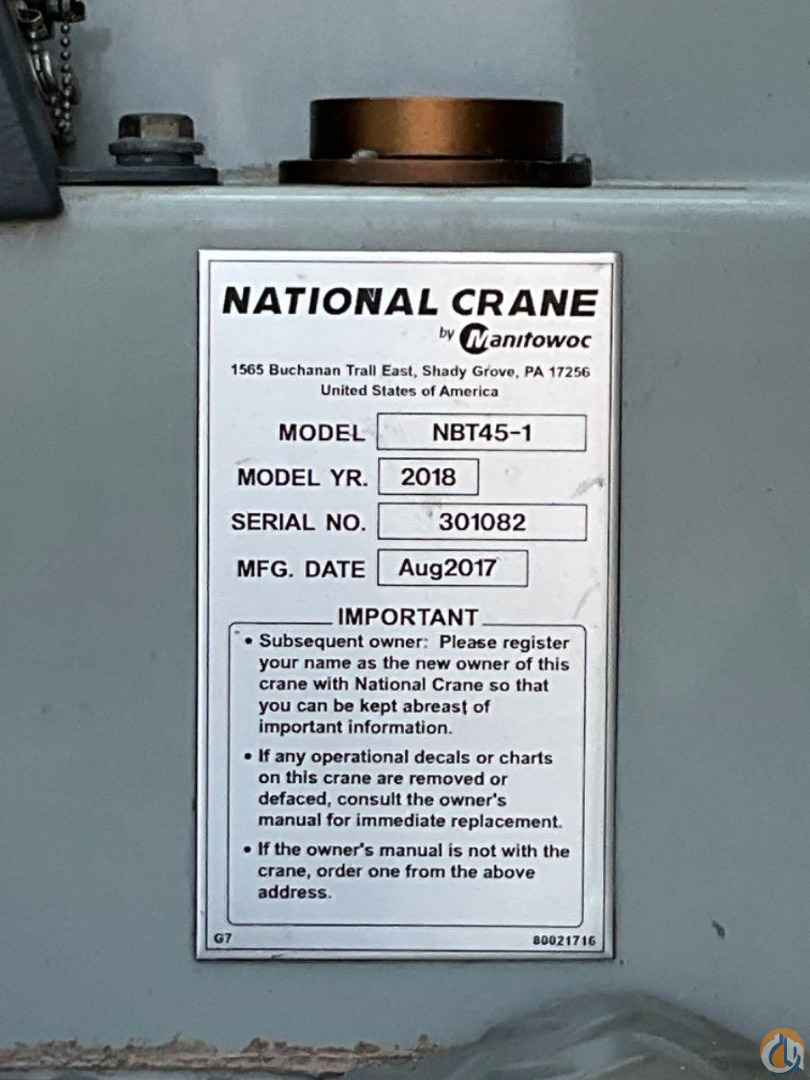 NATIONAL CRANE
by Manitowoc
1565 Buchanan Trall East, Shady Grove, PA 17256
United States of America
MODEL NBT45-1
MODEL YR. 2018
SERIAL NO. 301082
MFG. DATE Aug2017
IMPORTANT
• Subsequent owner: Please register
your name as the new owner of this
crane with National Crane so that
you can be kept abreast of
important information.
• If any operational decals or charts
on this crane are removed or
defaced, consult the owner's
manual for immediate replacement.
• If the owner's manual is not with the
crane, order one from the above
address.
G7 80021716